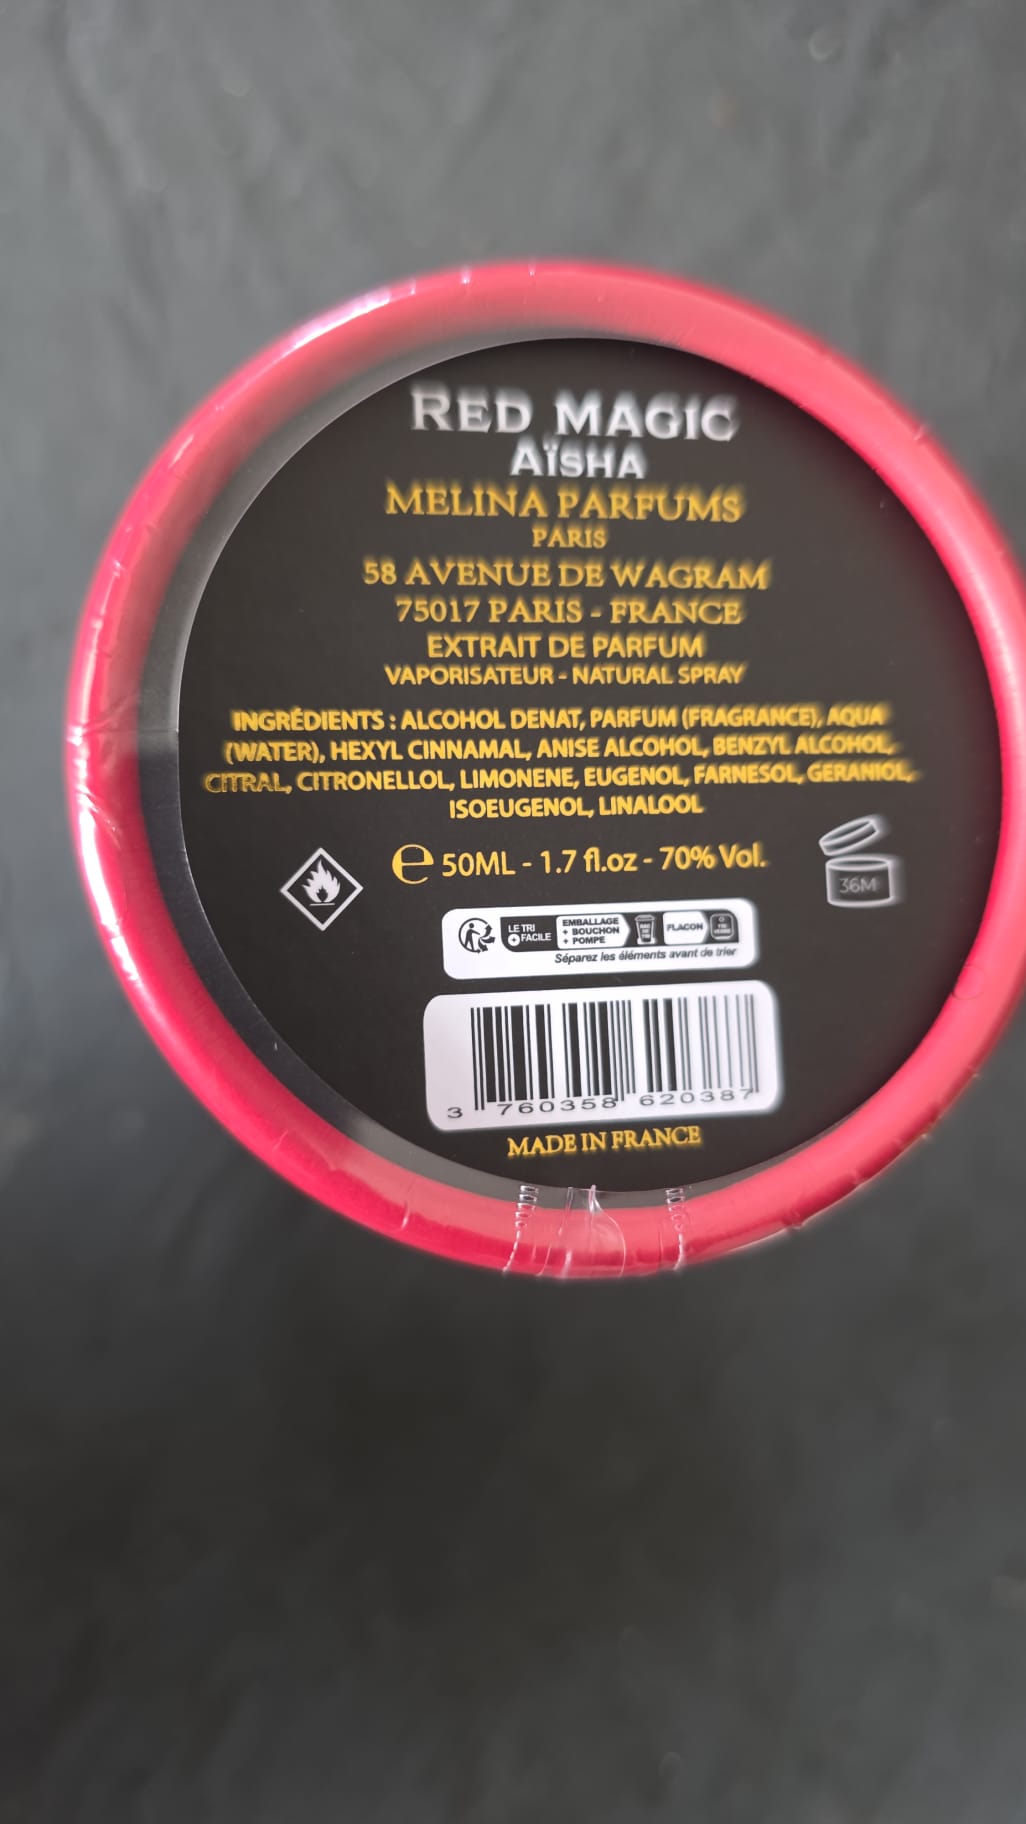 RED MAGIC
AÏSHA
MELINA PARFUMS
PARIS
58 AVENUE DE WAGRAM
75017 PARIS - FRANCE
EXTRAIT DE PARFUM
VAPORISATEUR - NATURAL SPRAY
INGRÉDIENTS : ALCOHOL DENAT, PARFUM (FRAGRANCE), AQUA
(WATER), HEXYL CINNAMAL, ANISE ALCOHOL, BENZYL ALCOHOL,
CITRAL, CITRONELLOL, LIMONENE, EUGENOL, FARNESOL, GERANIOL,
ISOEUGENOL, LINALOOL
e 50ML - 1.7 fl.oz - 70% Vol.
36M
LE TRI
+ FACILE
EMBALLAGE
+ BOUCHON
+ POMPE
BAC
DE
TRI
FLACON
Séparez les éléments avant de trier
3 760358 620387
MADE IN FRANCE